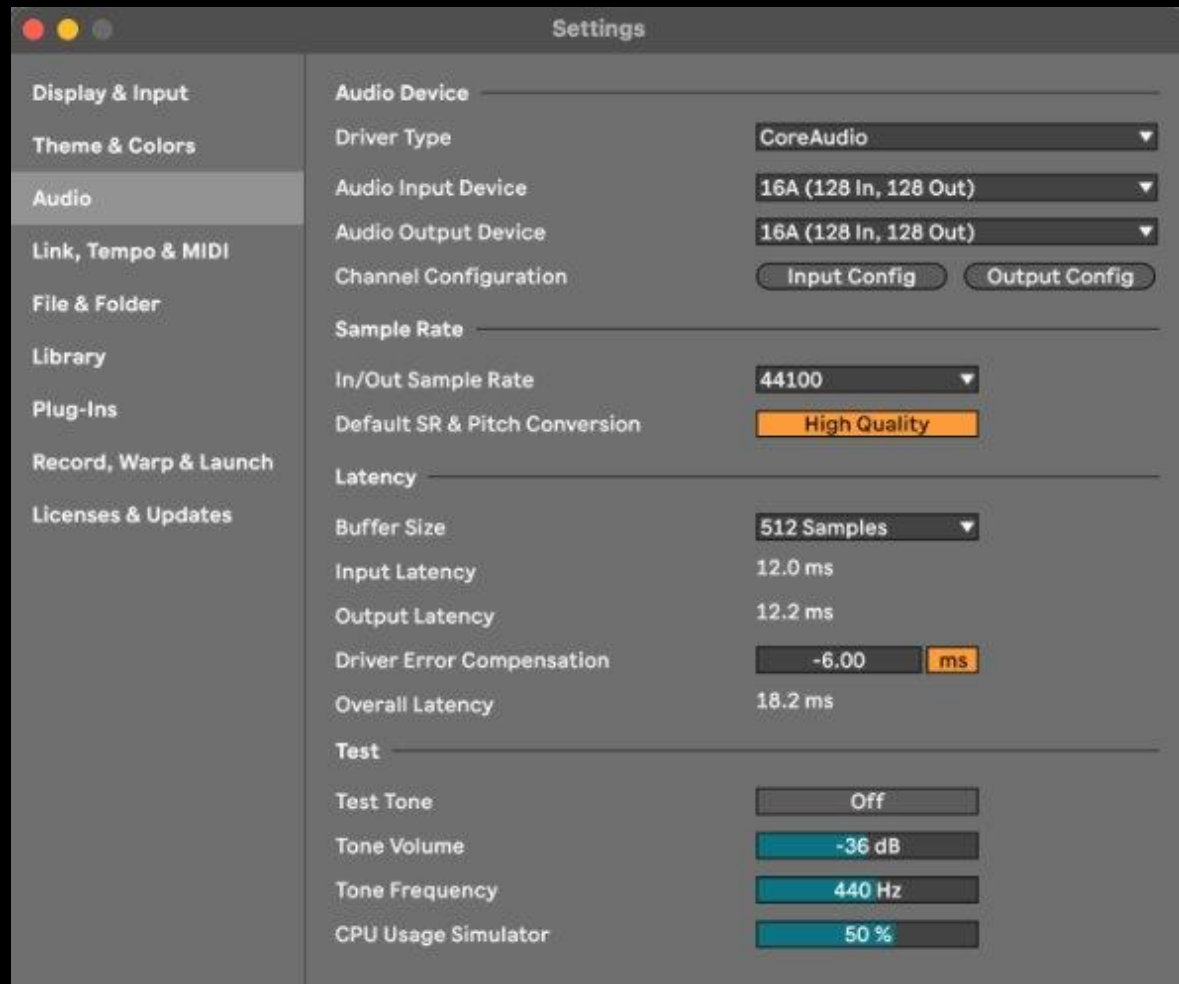 Settings
Display & Input
Theme & Colors
Audio
Link, Tempo & MIDI
File & Folder
Library
Plug-Ins
Record, Warp & Launch
Licenses & Updates
Audio Device
Driver Type CoreAudio
Audio Input Device 16A (128 In, 128 Out)
Audio Output Device 16A (128 In, 128 Out)
Channel Configuration Input Config Output Config
Sample Rate
In/Out Sample Rate 44100
Default SR & Pitch Conversion High Quality
Latency
Buffer Size 512 Samples
Input Latency 12.0 ms
Output Latency 12.2 ms
Driver Error Compensation -6.00 ms
Overall Latency 18.2 ms
Test
Test Tone Off
Tone Volume -36 dB
Tone Frequency 440 Hz
CPU Usage Simulator 50 %